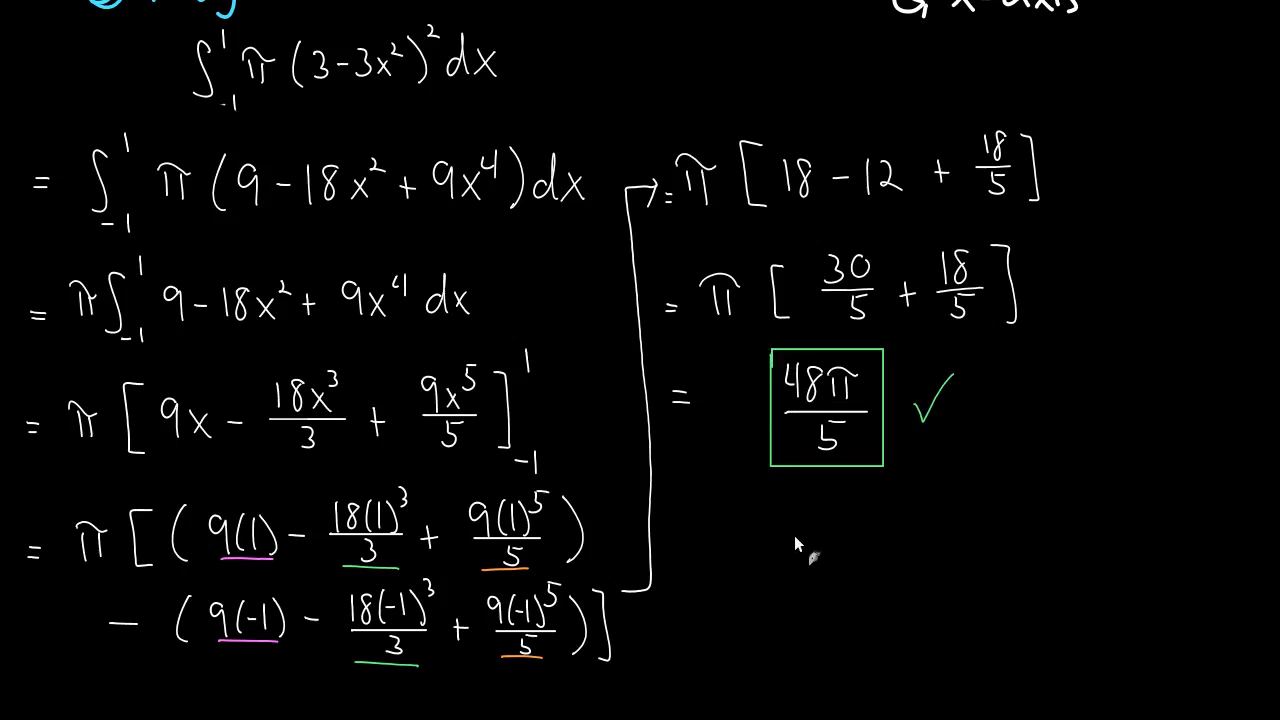 x-axis
∫₋₁¹ π(3-3x²)²dx
= ∫₋₁¹ π(9-18x²+9x⁴)dx
= π∫₋₁¹ 9-18x²+9x⁴ dx
= π[9x - 18x³/3 + 9x⁵/5]₋₁¹
= π[(9(1) - 18(1)³/3 + 9(1)⁵/5)
- (9(-1) - 18(-1)³/3 + 9(-1)⁵/5)]
= π[18-12 + 18/5]
= π[30/5 + 18/5]
= 48π/5 ✓